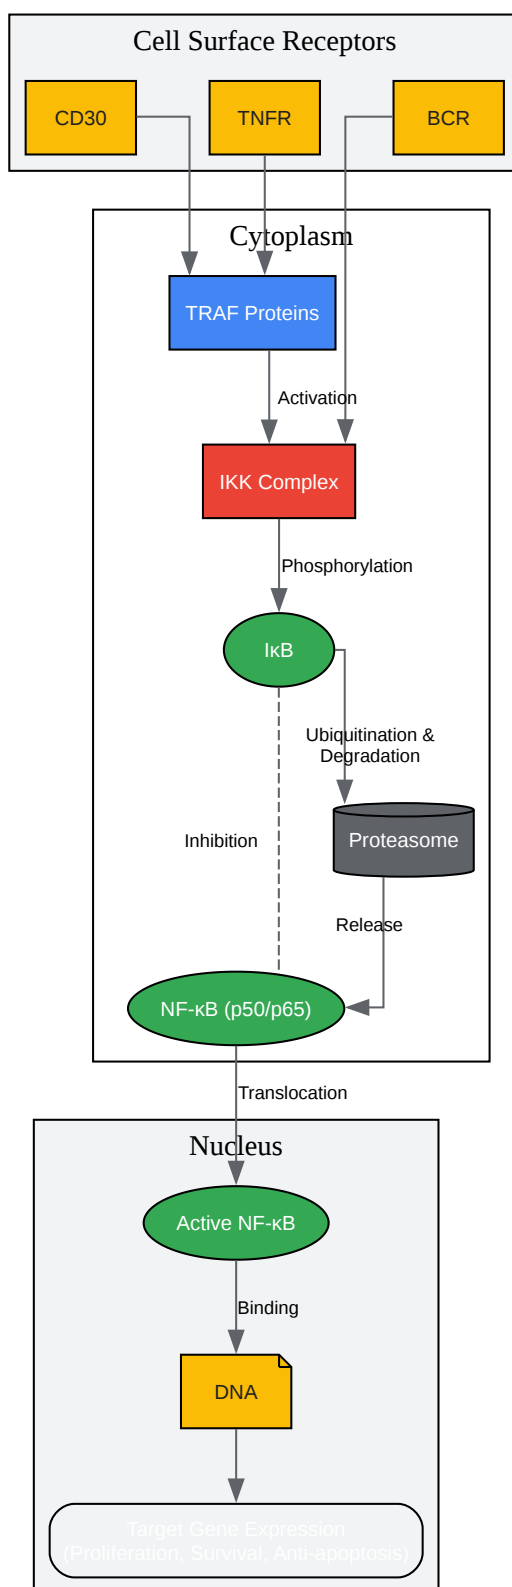 Cell Surface Receptors
CD30
TNFR
BCR
Cytoplasm
TRAF Proteins
Activation
IKK Complex
Phosphorylation
IκB
Ubiquitination &
Degradation
Inhibition
Proteasome
Release
NF-κB (p50/p65)
Translocation
Nucleus
Active NF-κB
Binding
DNA
Target Gene Expression
(Proliferation, Survival, Anti-apoptosis)